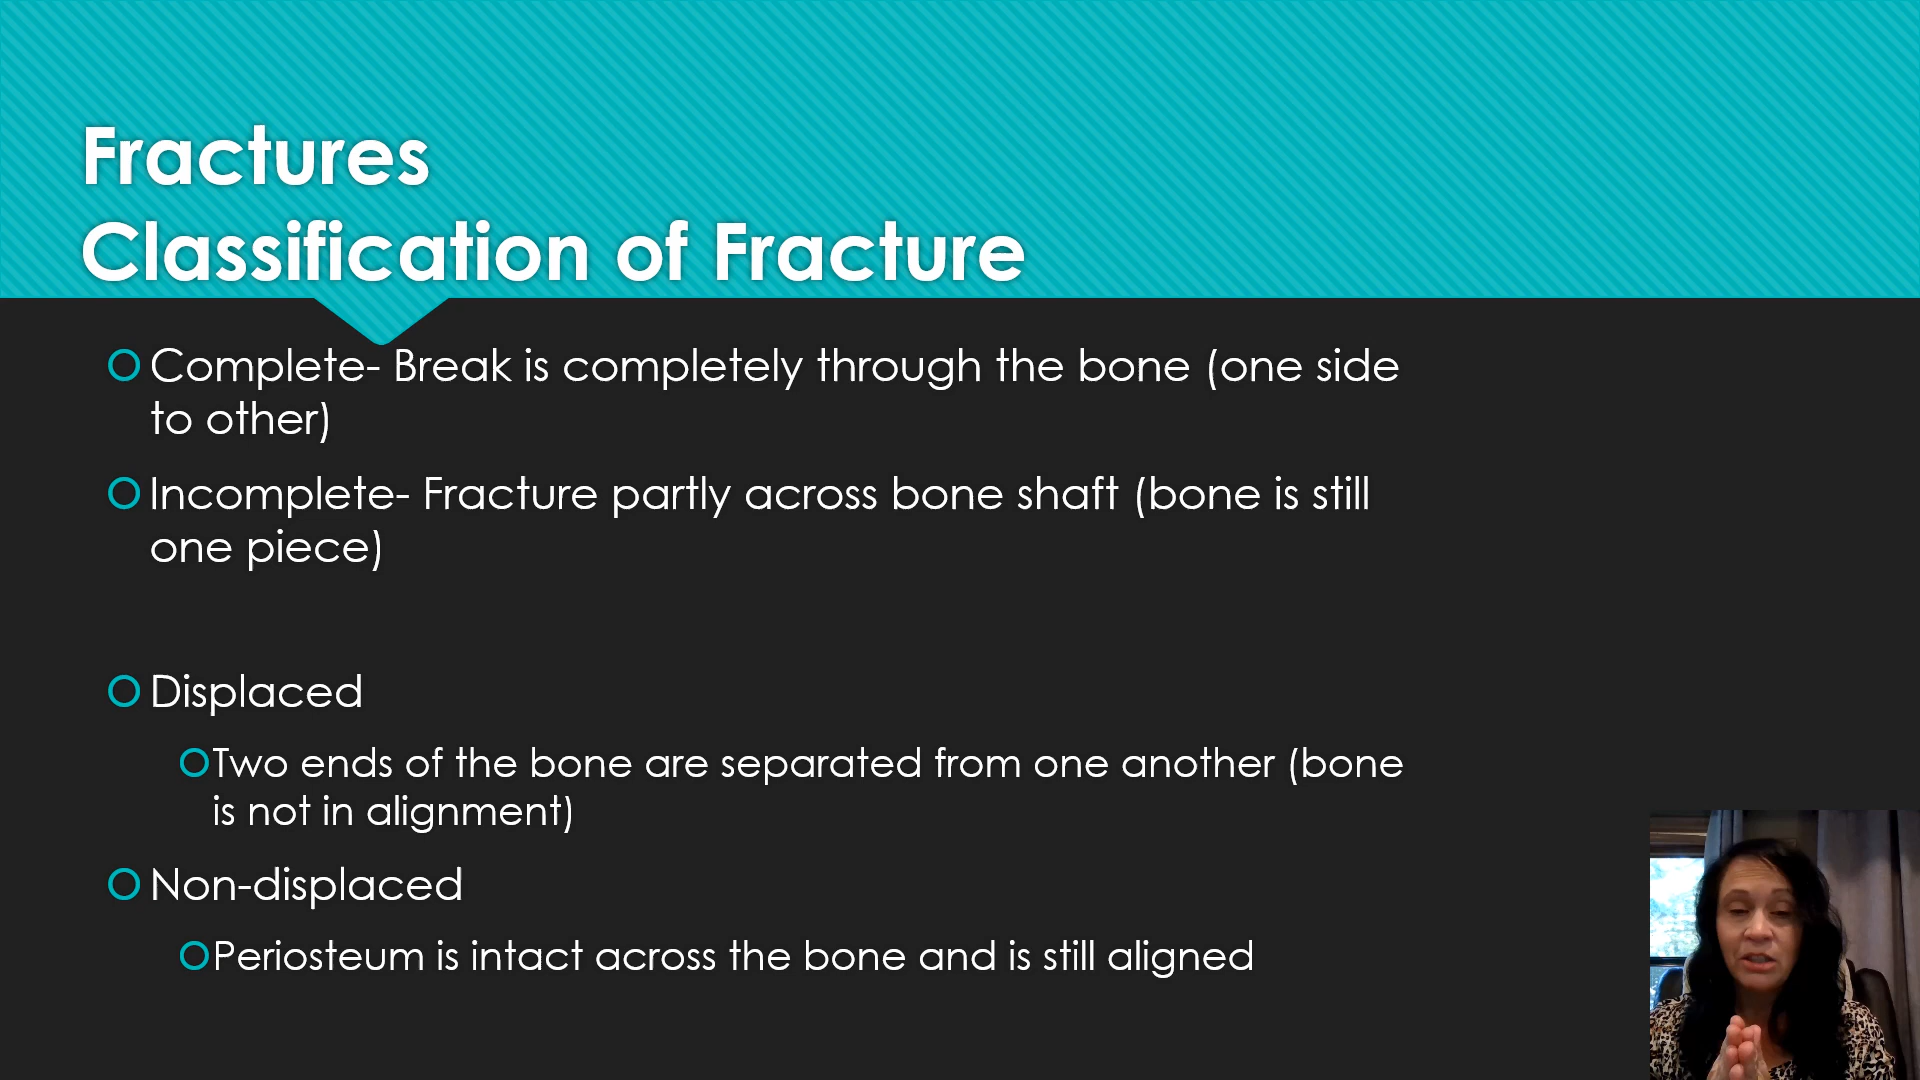 Fractures
Classification of Fracture
Complete- Break is completely through the bone (one side
to other)
Incomplete- Fracture partly across bone shaft (bone is still
one piece)
Displaced
Two ends of the bone are separated from one another (bone
is not in alignment)
Non-displaced
Periosteum is intact across the bone and is still aligned